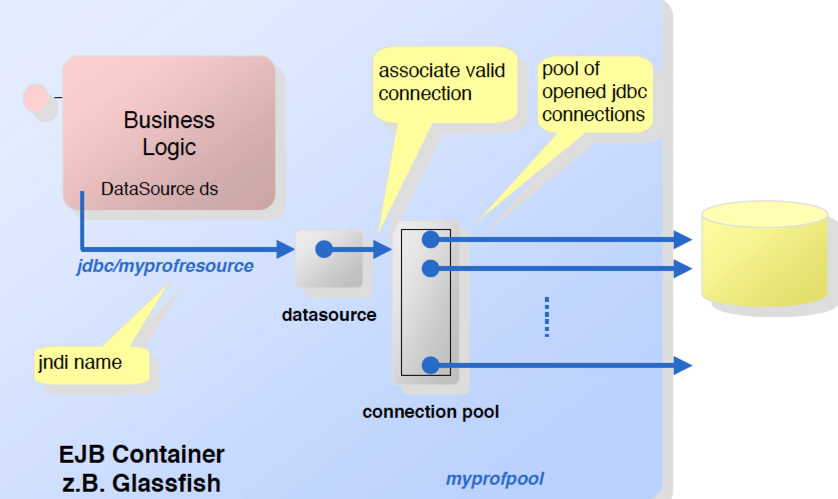 associate valid
connection
pool of
opened jdbc
connections
Business
Logic
DataSource ds
jdbc/myprofresource
datasource
jndi name
connection pool
EJB Container
z.B. Glassfish
myprofpool